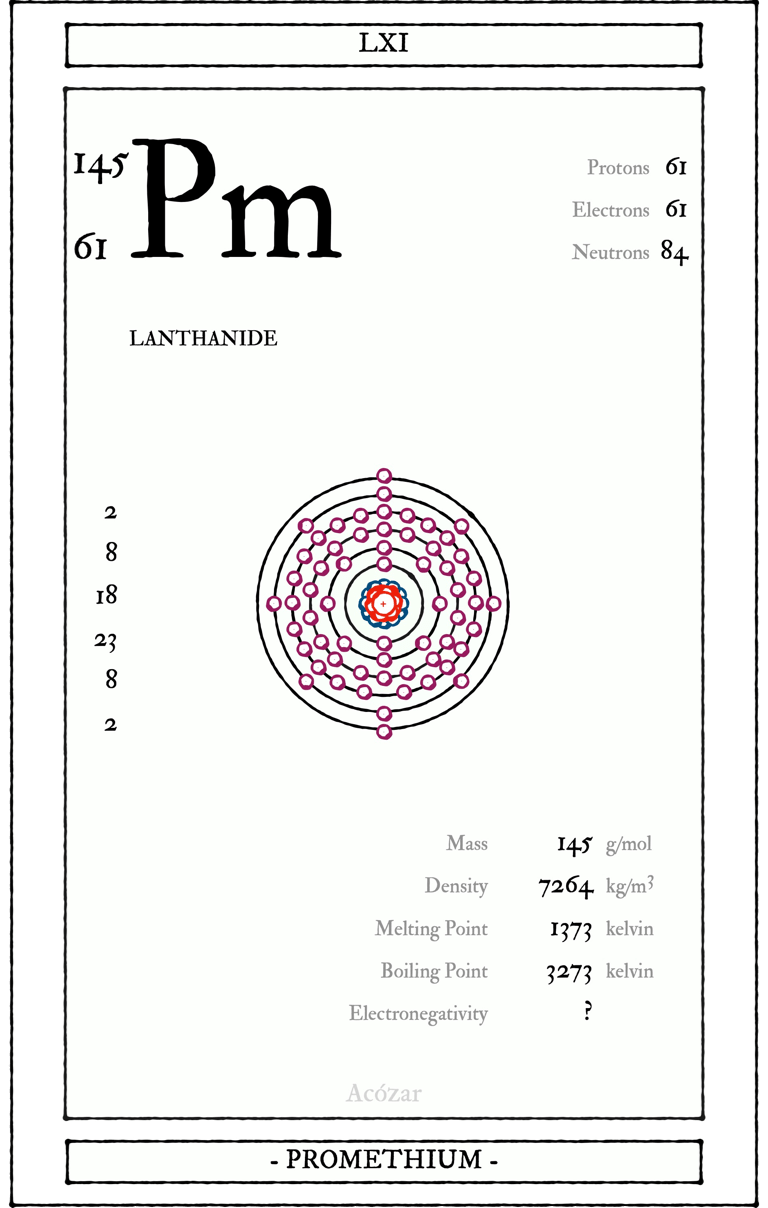 LXI
145
Pm
61
Protons 61
Electrons 61
Neutrons 84
LANTHANIDE
2
8
18
23
8
2
+
Mass 145 g/mol
Density 7264 kg/m³
Melting Point 1373 kelvin
Boiling Point 3273 kelvin
Electronegativity ?
Acózar
- PROMETHIUM -